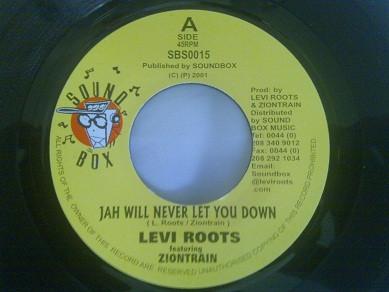 A
SIDE
45RPM
SBS0015
Published by SOUNDBOX
(C) (P) 2001
SOUND
BOX
Prod; by
LEVI ROOTS
& ZIONTRAIN
Distributed
by SOUND
BOX MUSIC
Tel: 0044 (0)
208 340 9012
Fax: 0044 (0)
208 292 1034
Email:
Soundbox
@leviroots
.com
JAH WILL NEVER LET YOU DOWN
( L. Roots / Ziontrain )
LEVI ROOTS
featuring
ZIONTRAIN
ALL RIGHTS OF THE OWNER OF THIS RECORD ARE RESERVED UNAUTHORISED COPYING OF THIS RECORD PROHIBITED